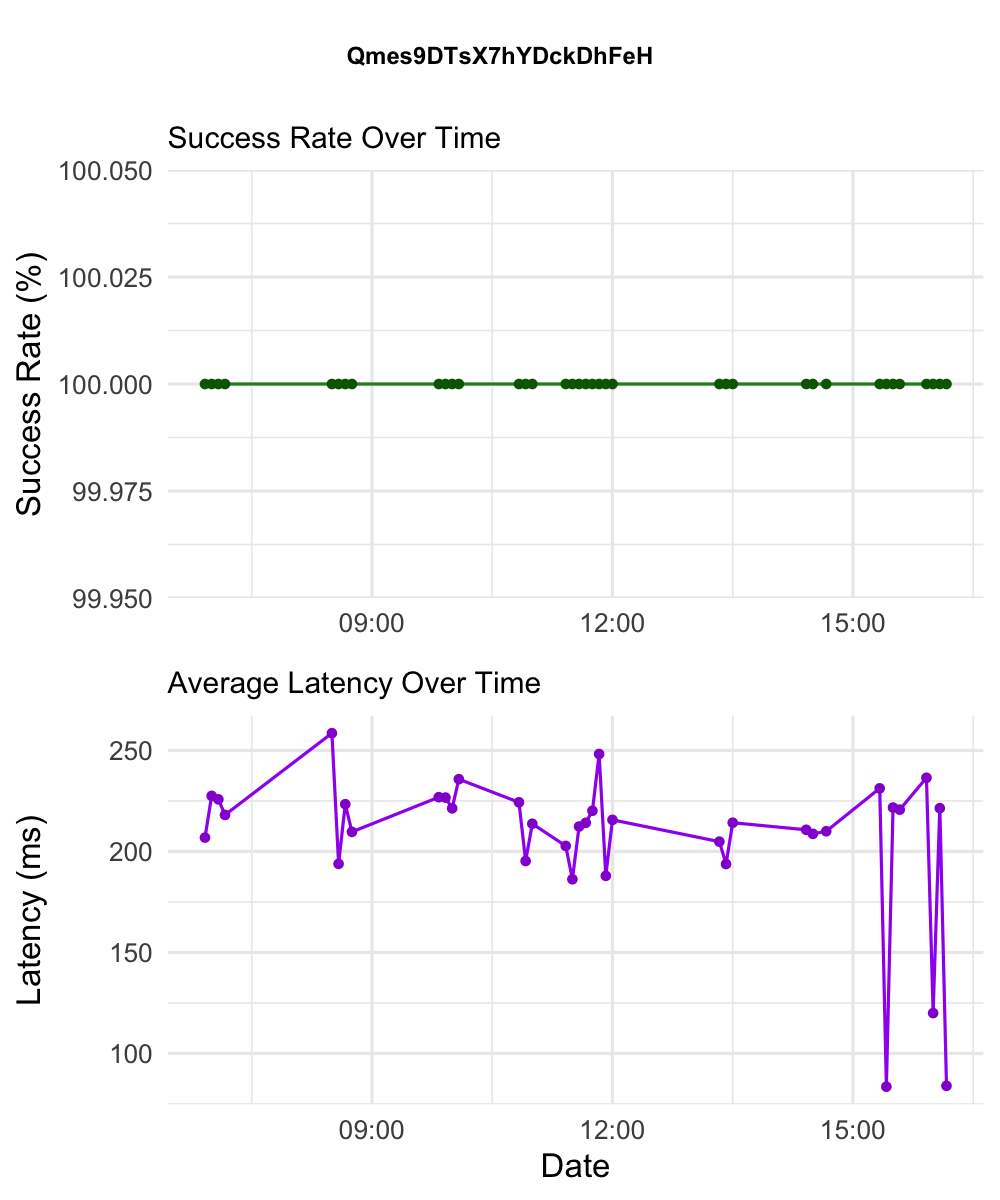 Qmes9DTsX7hYDckDhFeH
Success Rate Over Time
Success Rate (%)
100.050
100.025
100.000
99.975
99.950
09:00 12:00 15:00
Average Latency Over Time
Latency (ms)
250
200
150
100
09:00 12:00 15:00
Date